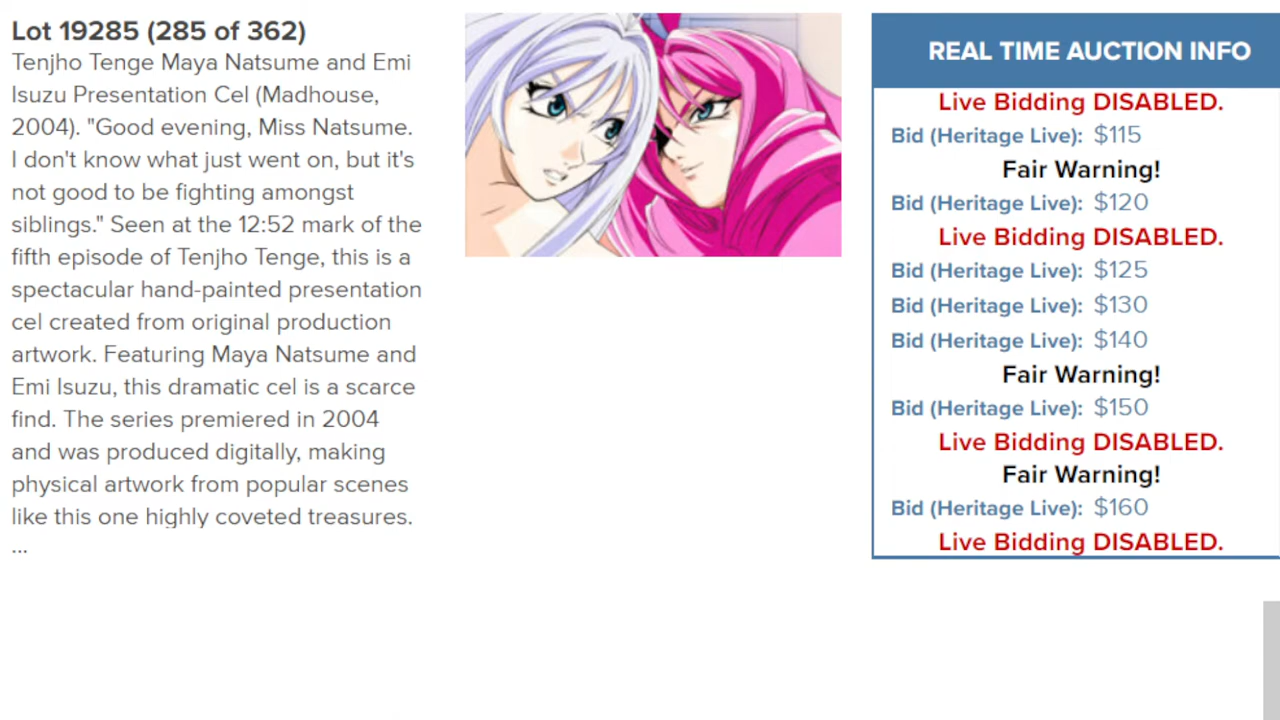 Lot 19285 (285 of 362)
Tenjho Tenge Maya Natsume and Emi
Isuzu Presentation Cel (Madhouse,
2004). "Good evening, Miss Natsume.
I don't know what just went on, but it's
not good to be fighting amongst
siblings." Seen at the 12:52 mark of the
fifth episode of Tenjho Tenge, this is a
spectacular hand-painted presentation
cel created from original production
artwork. Featuring Maya Natsume and
Emi Isuzu, this dramatic cel is a scarce
find. The series premiered in 2004
and was produced digitally, making
physical artwork from popular scenes
like this one highly coveted treasures.
...
REAL TIME AUCTION INFO
Live Bidding DISABLED.
Bid (Heritage Live): $115
Fair Warning!
Bid (Heritage Live): $120
Live Bidding DISABLED.
Bid (Heritage Live): $125
Bid (Heritage Live): $130
Bid (Heritage Live): $140
Fair Warning!
Bid (Heritage Live): $150
Live Bidding DISABLED.
Fair Warning!
Bid (Heritage Live): $160
Live Bidding DISABLED.